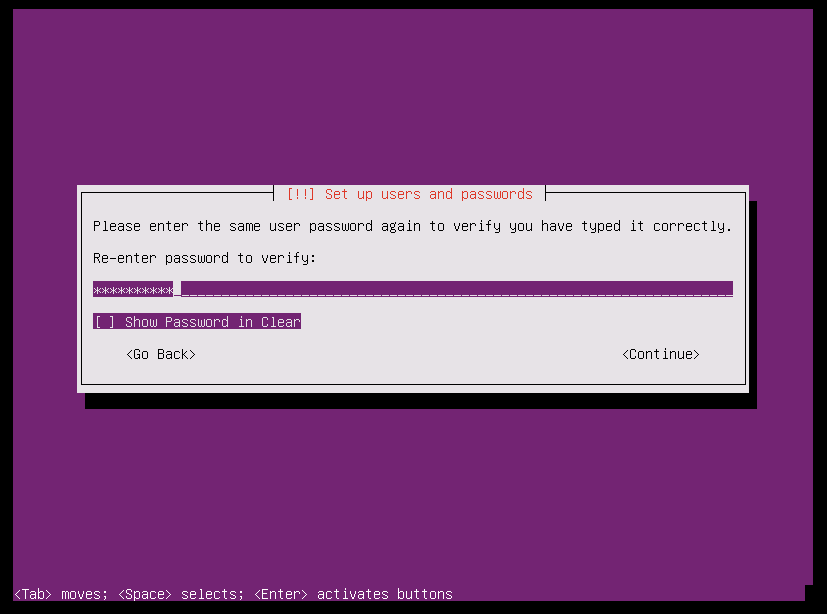 [!!] Set up users and passwords
Please enter the same user password again to verify you have typed it correctly.
Re-enter password to verify:
**********_______________________________________________________________________
[ ] Show Password in Clear
<Go Back> <Continue>
<Tab> moves; <Space> selects; <Enter> activates buttons